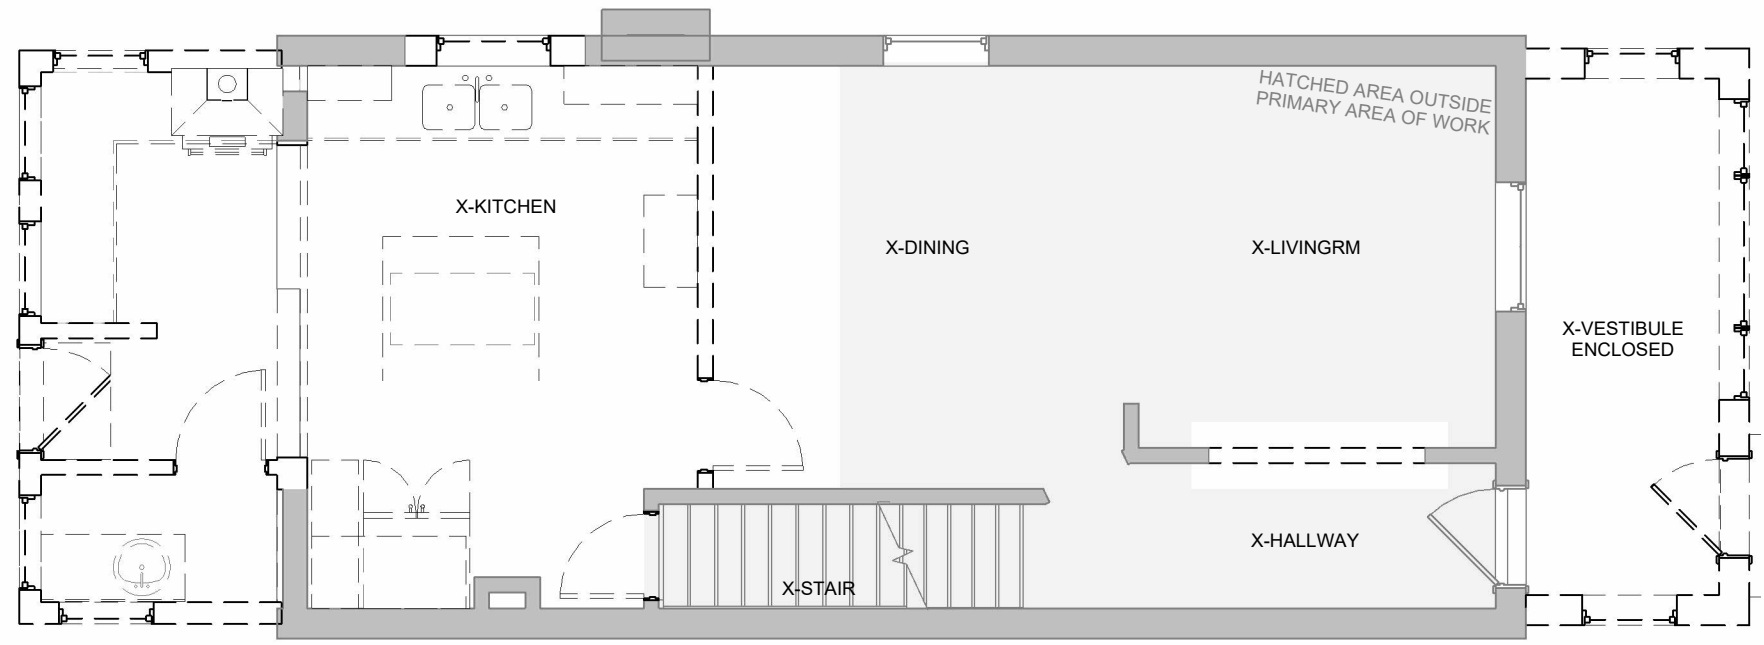 HATCHED AREA OUTSIDE
PRIMARY AREA OF WORK
X-KITCHEN
X-DINING
X-LIVINGRM
X-VESTIBULE
ENCLOSED
X-HALLWAY
X-STAIR